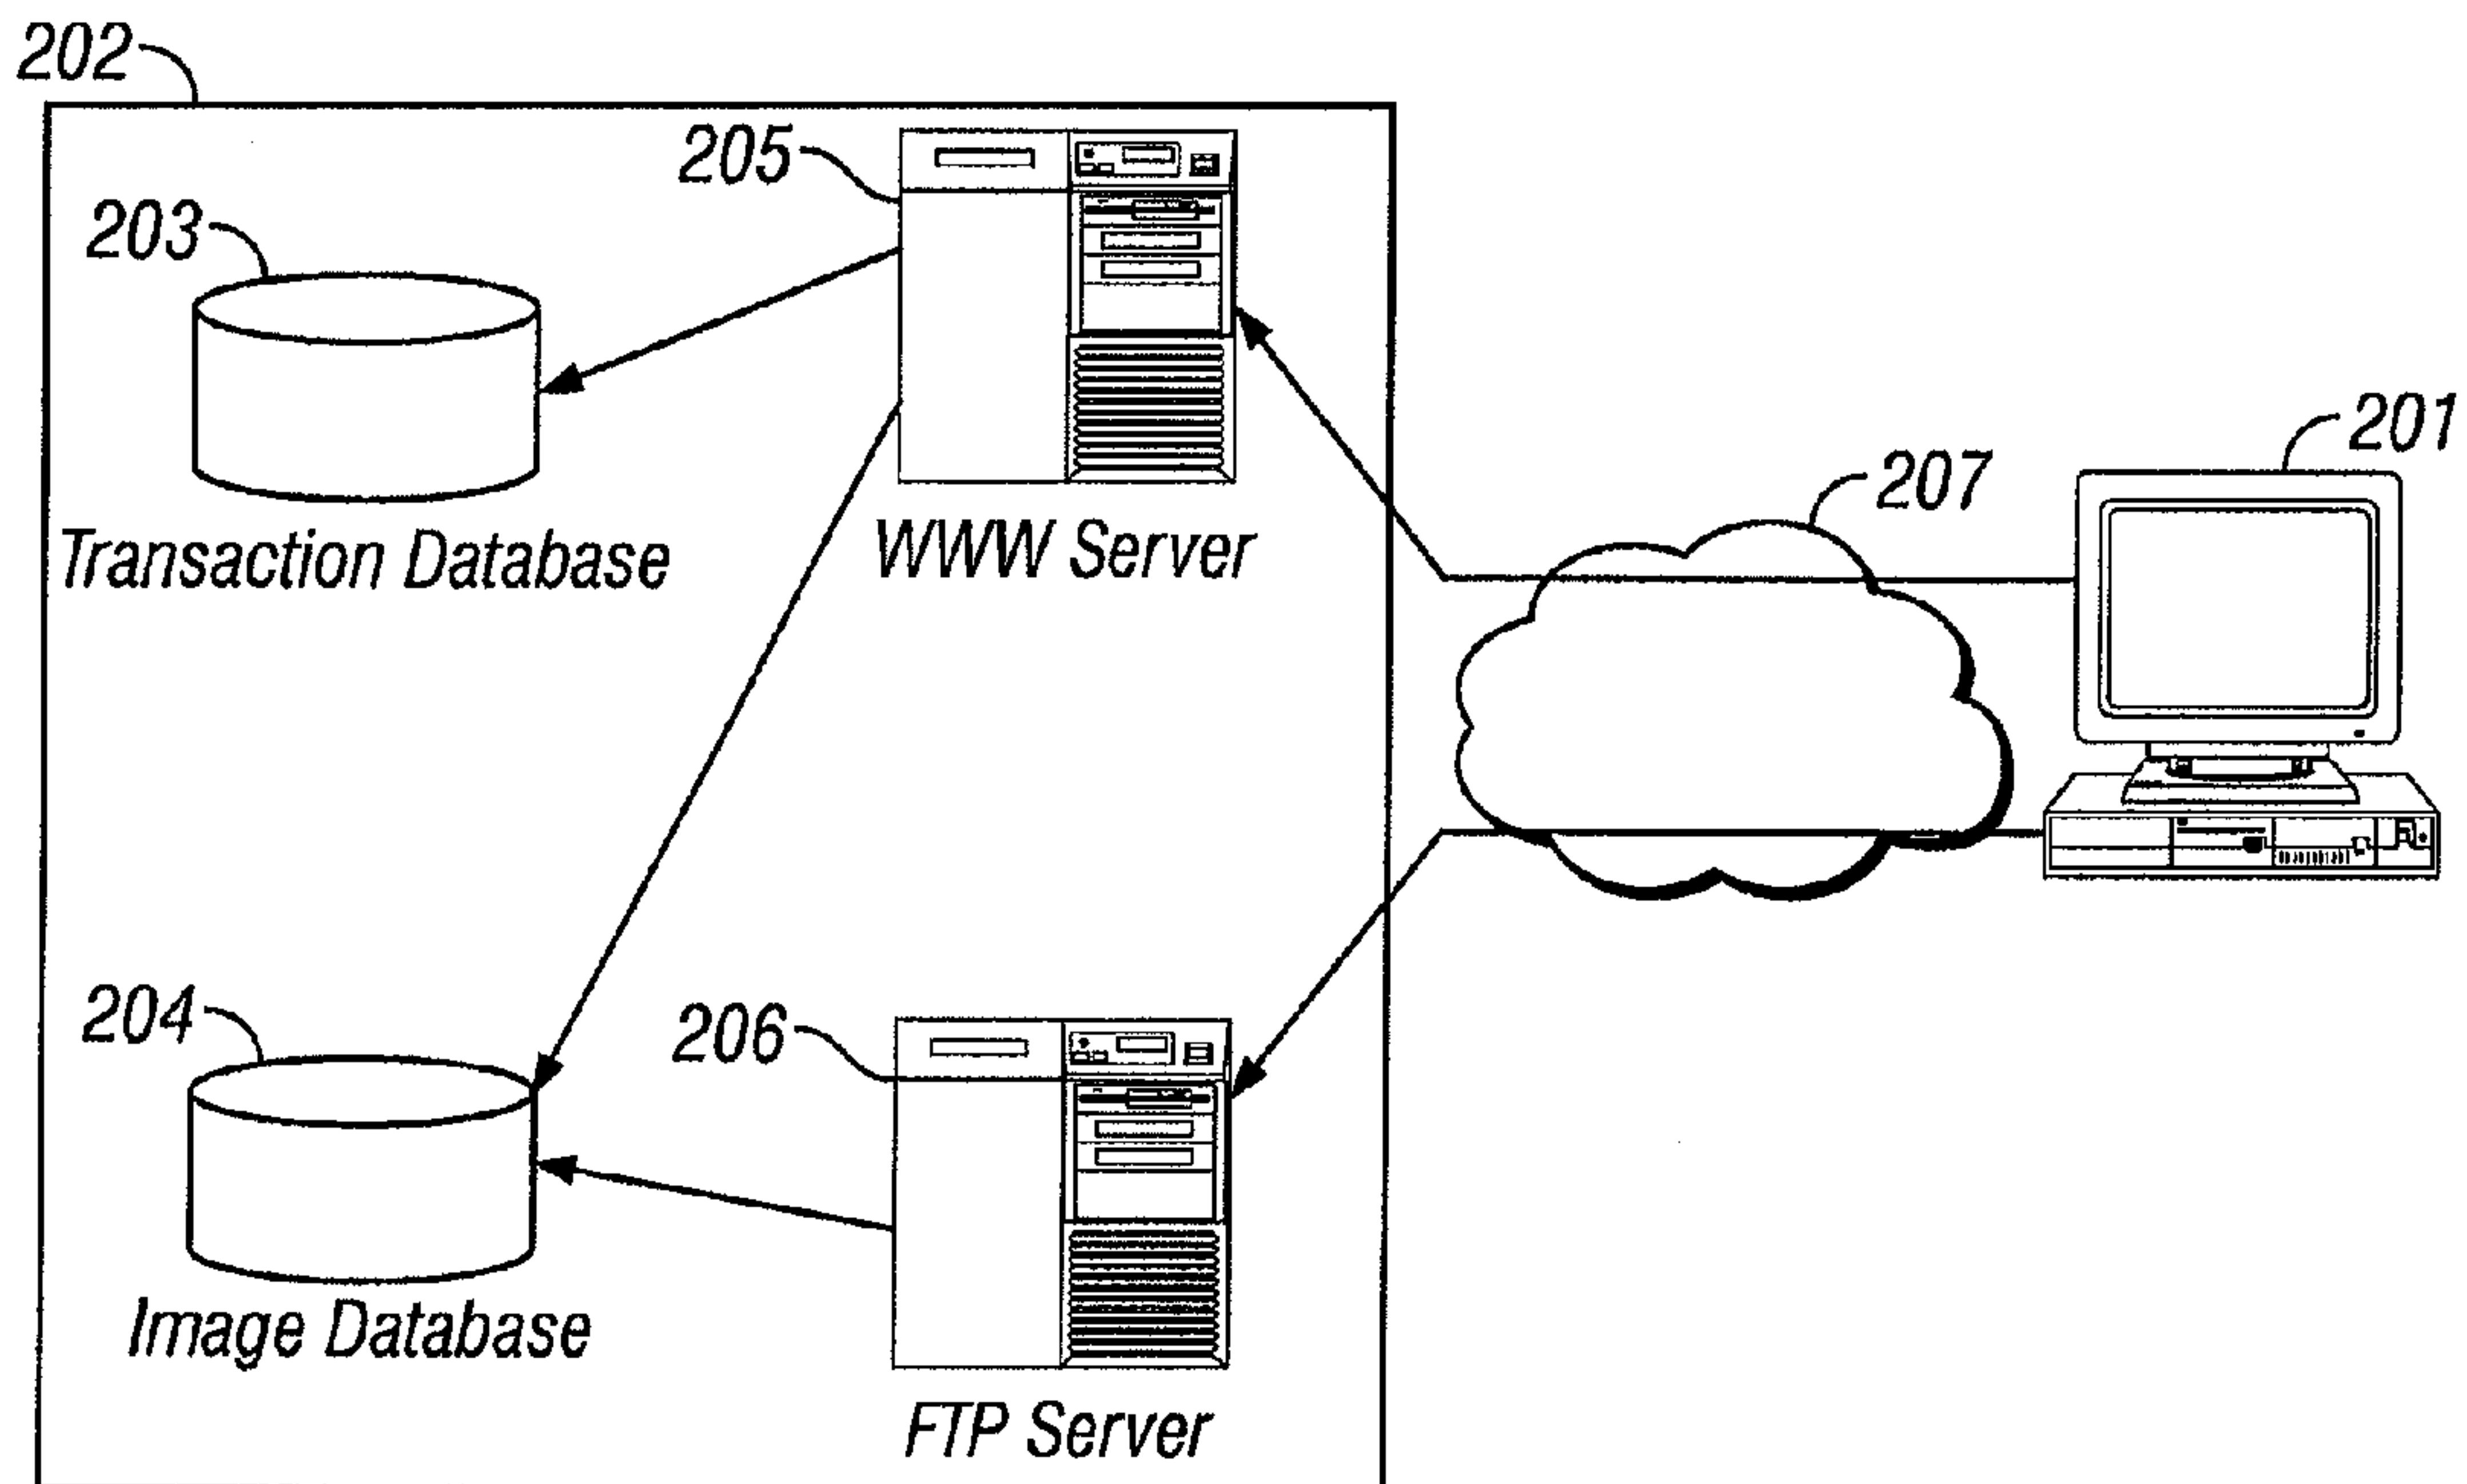 202
205
203
201
207
Transaction Database
WWW Server
204
206
Image Database
FTP Server